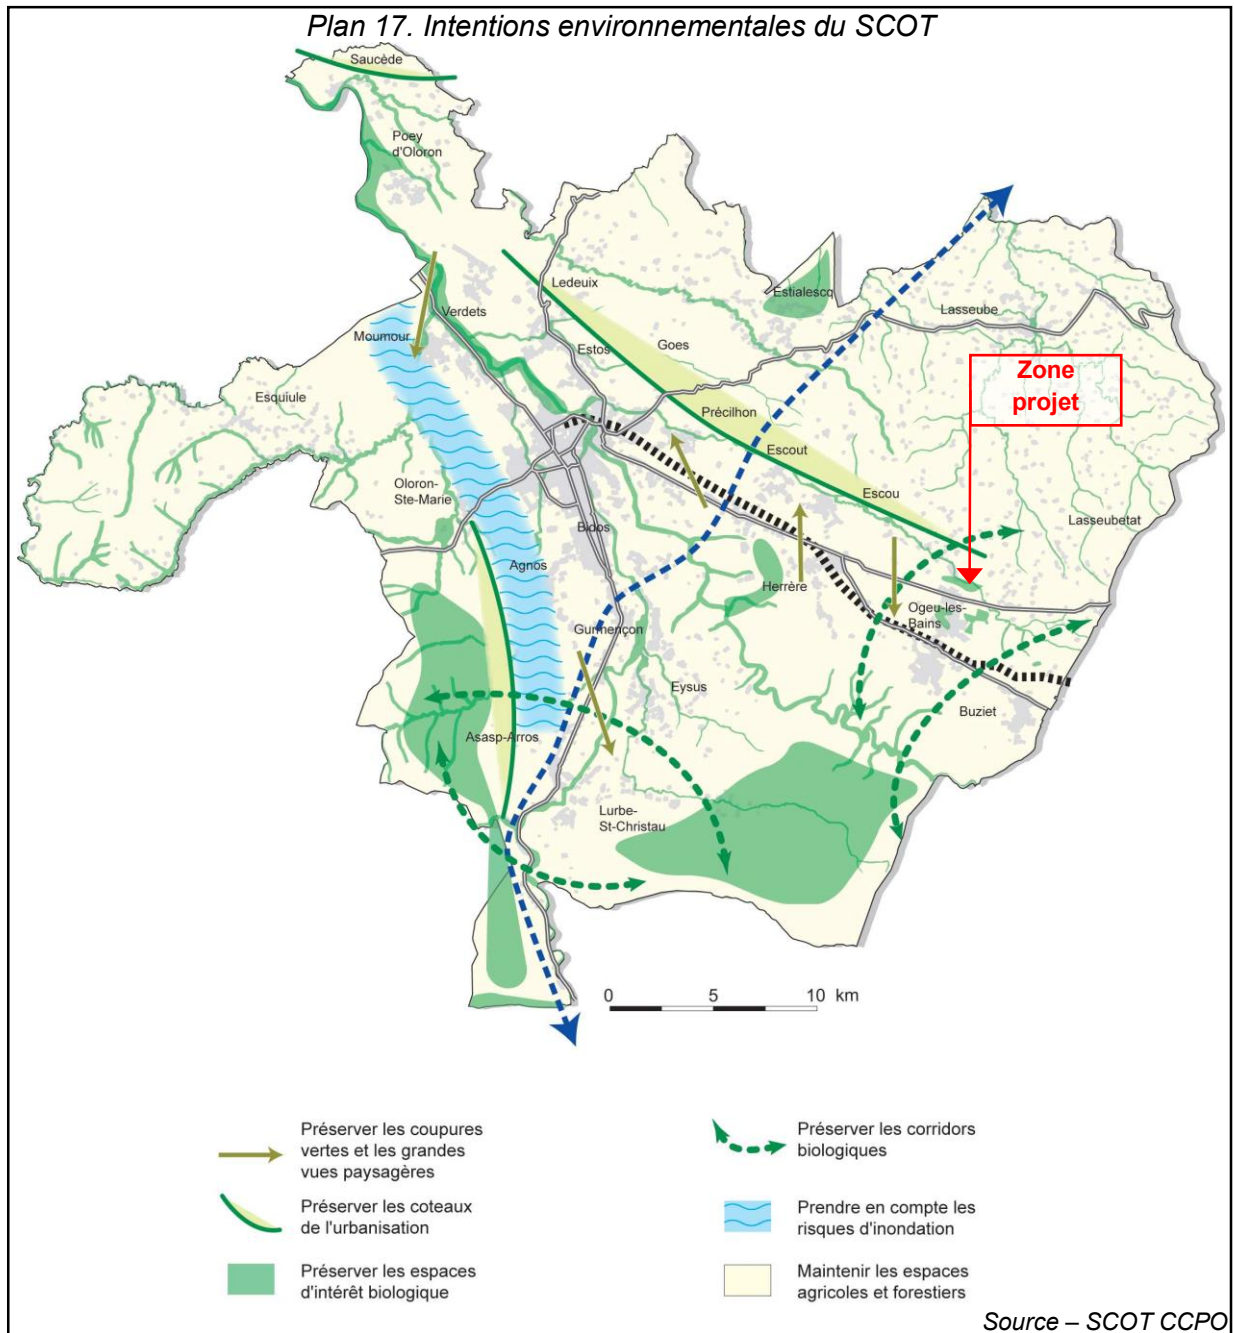 Plan 17. Intentions environnementales du SCOT
Saucède
Poey
d'Oloron
Ledeuix
Estialescq
Lasseube
Verdets
Moumour
Estos
Goes
Zone
projet
Esquiule
Précilhon
Escout
Oloron-
Ste-Marie
Escou
Lasseubetat
Bidos
Agnos
Herrère
Ogeu-les-
Bains
Gurmençon
Eysus
Buziet
Asasp-Arros
Lurbe-
St-Christau
0 5 10 km
Préserver les coupures
vertes et les grandes
vues paysagères
Préserver les corridors
biologiques
Préserver les coteaux
de l'urbanisation
Prendre en compte les
risques d'inondation
Préserver les espaces
d'intérêt biologique
Maintenir les espaces
agricoles et forestiers
Source – SCOT CCPO